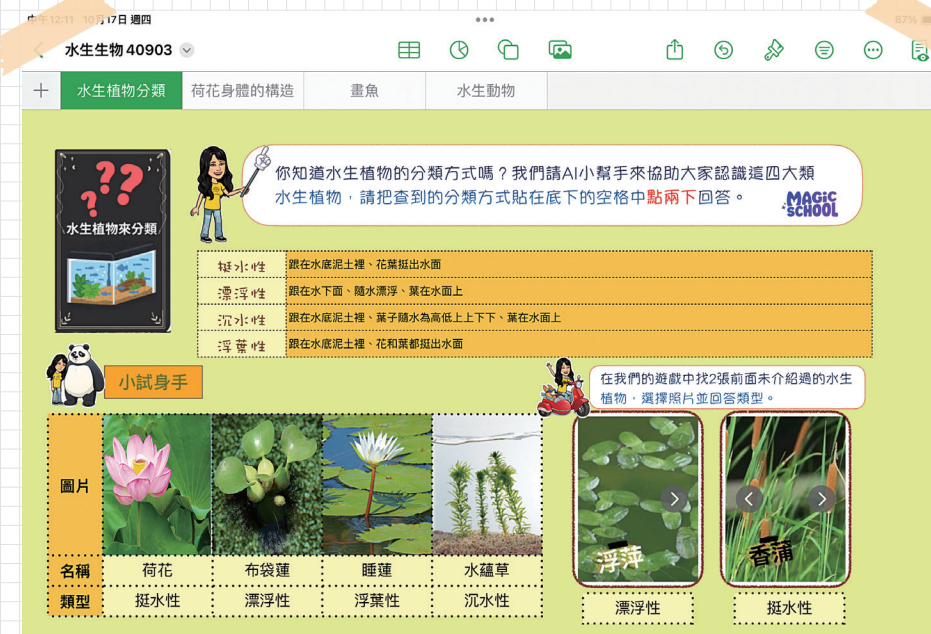 中午12:11 10月17日 週四
87%
水生生物 40903
水生植物分類
荷花身體的構造
畫魚
水生動物
???
水生植物來分類
你知道水生植物的分類方式嗎？我們請AI小幫手來協助大家認識這四大類
水生植物，請把查到的分類方式貼在底下的空格中點兩下回答。
MAGiC
SCHOOL
挺水性 跟在水底泥土裡、花葉挺出水面
漂浮性 跟在水下面、隨水漂浮、葉在水面上
沉水性 跟在水底泥土裡、葉子隨水為高低上上下下、葉在水面上
浮葉性 跟在水底泥土裡、花和葉都挺出水面
小試身手
在我們的遊戲中找2張前面未介紹過的水生
植物，選擇照片並回答類型。
圖片
浮萍
香蒲
名稱 荷花 布袋蓮 睡蓮 水蘊草
類型 挺水性 漂浮性 浮葉性 沉水性
漂浮性
挺水性